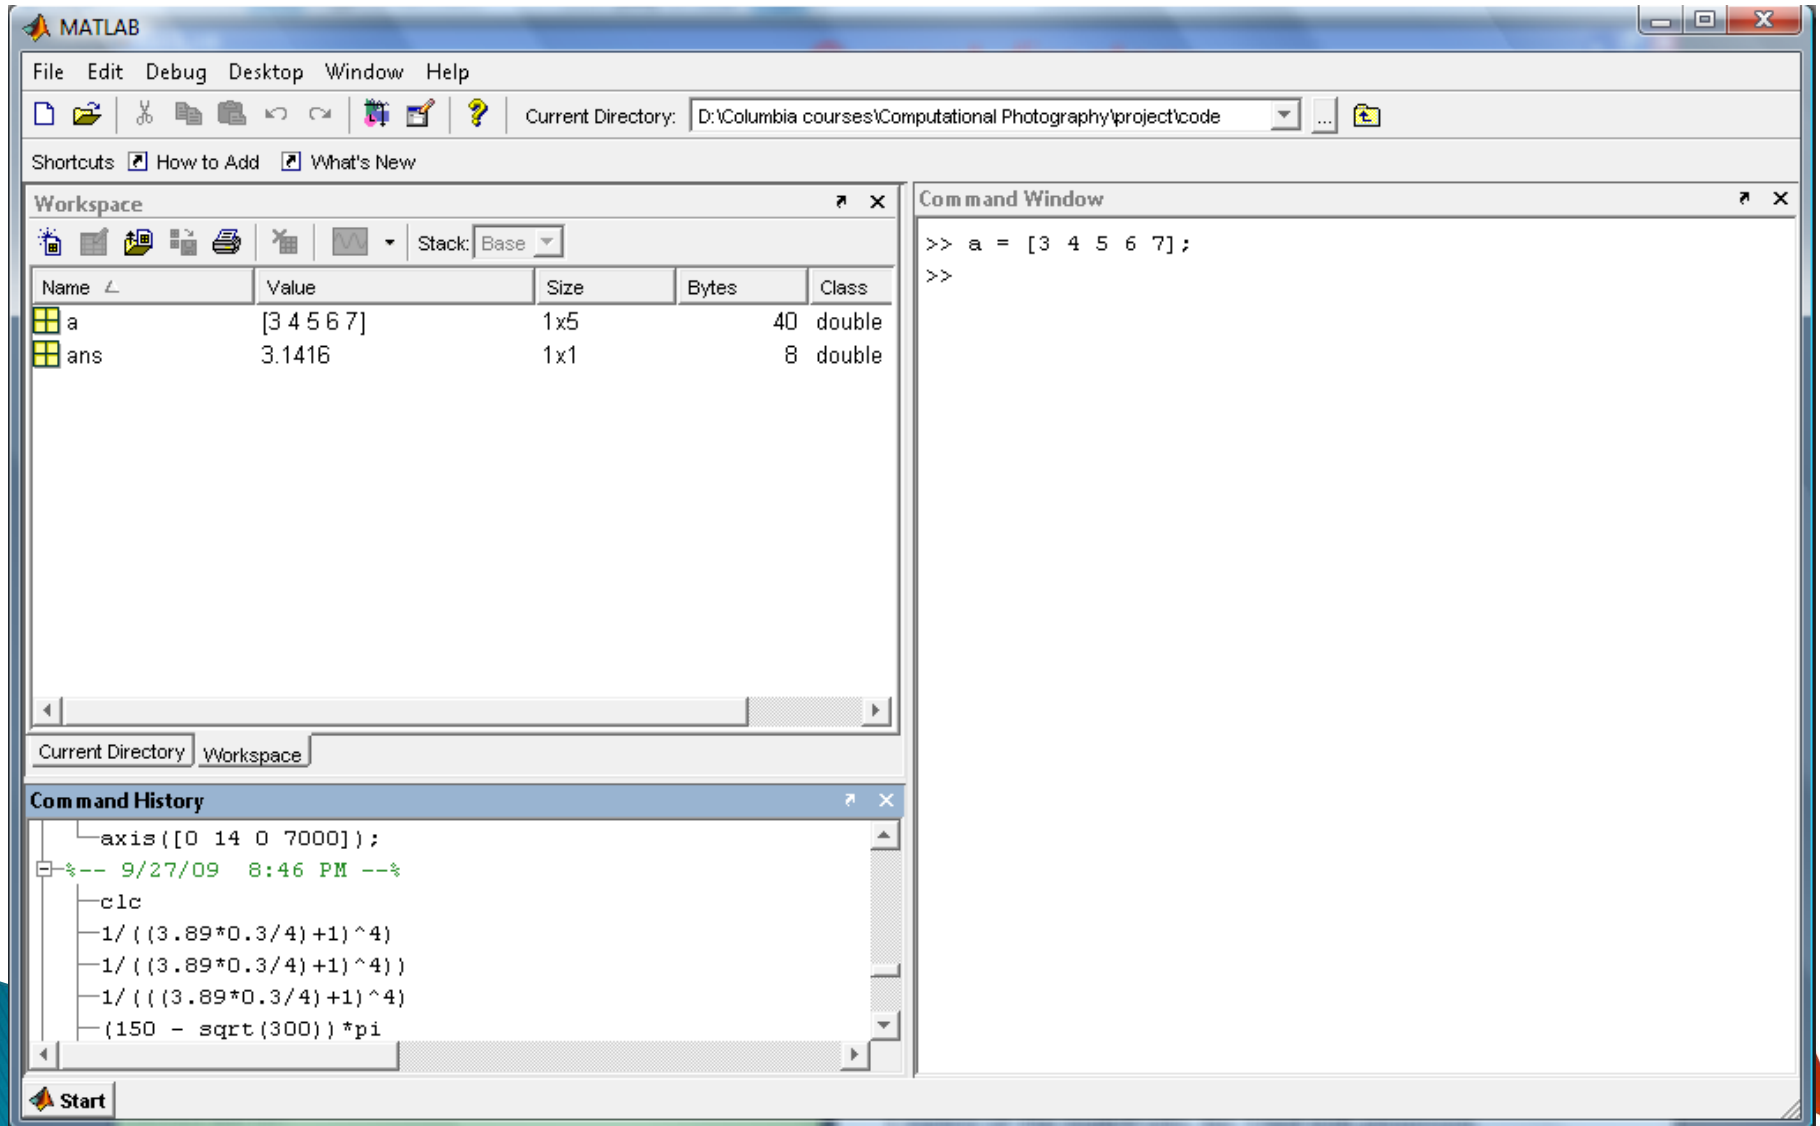 MATLAB
File Edit Debug Desktop Window Help
Current Directory: D:\Columbia courses\Computational Photography\project\code ...
Shortcuts How to Add What's New
Workspace
Stack: Base
Name Value Size Bytes Class
a [3 4 5 6 7] 1x5 40 double
ans 3.1416 1x1 8 double
Current Directory Workspace
Command History
axis([0 14 0 7000]);
%-- 9/27/09 8:46 PM --%
clc
1/((3.89*0.3/4)+1)^4)
1/((3.89*0.3/4)+1)^4))
1/(((3.89*0.3/4)+1)^4)
(150 - sqrt(300))*pi
Command Window
>> a = [3 4 5 6 7];
>>
Start